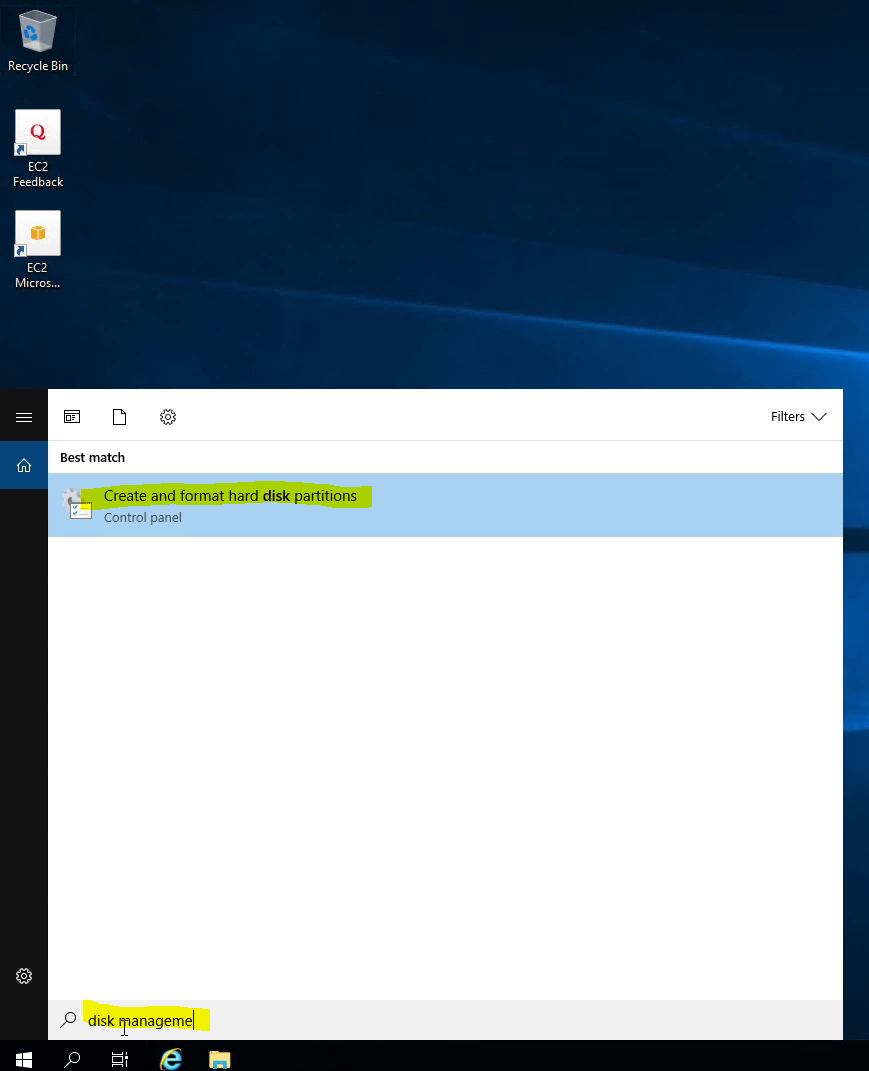 Recycle Bin
Q
EC2
Feedback
EC2
Micros...
Filters
Best match
Create and format hard disk partitions
Control panel
disk manageme